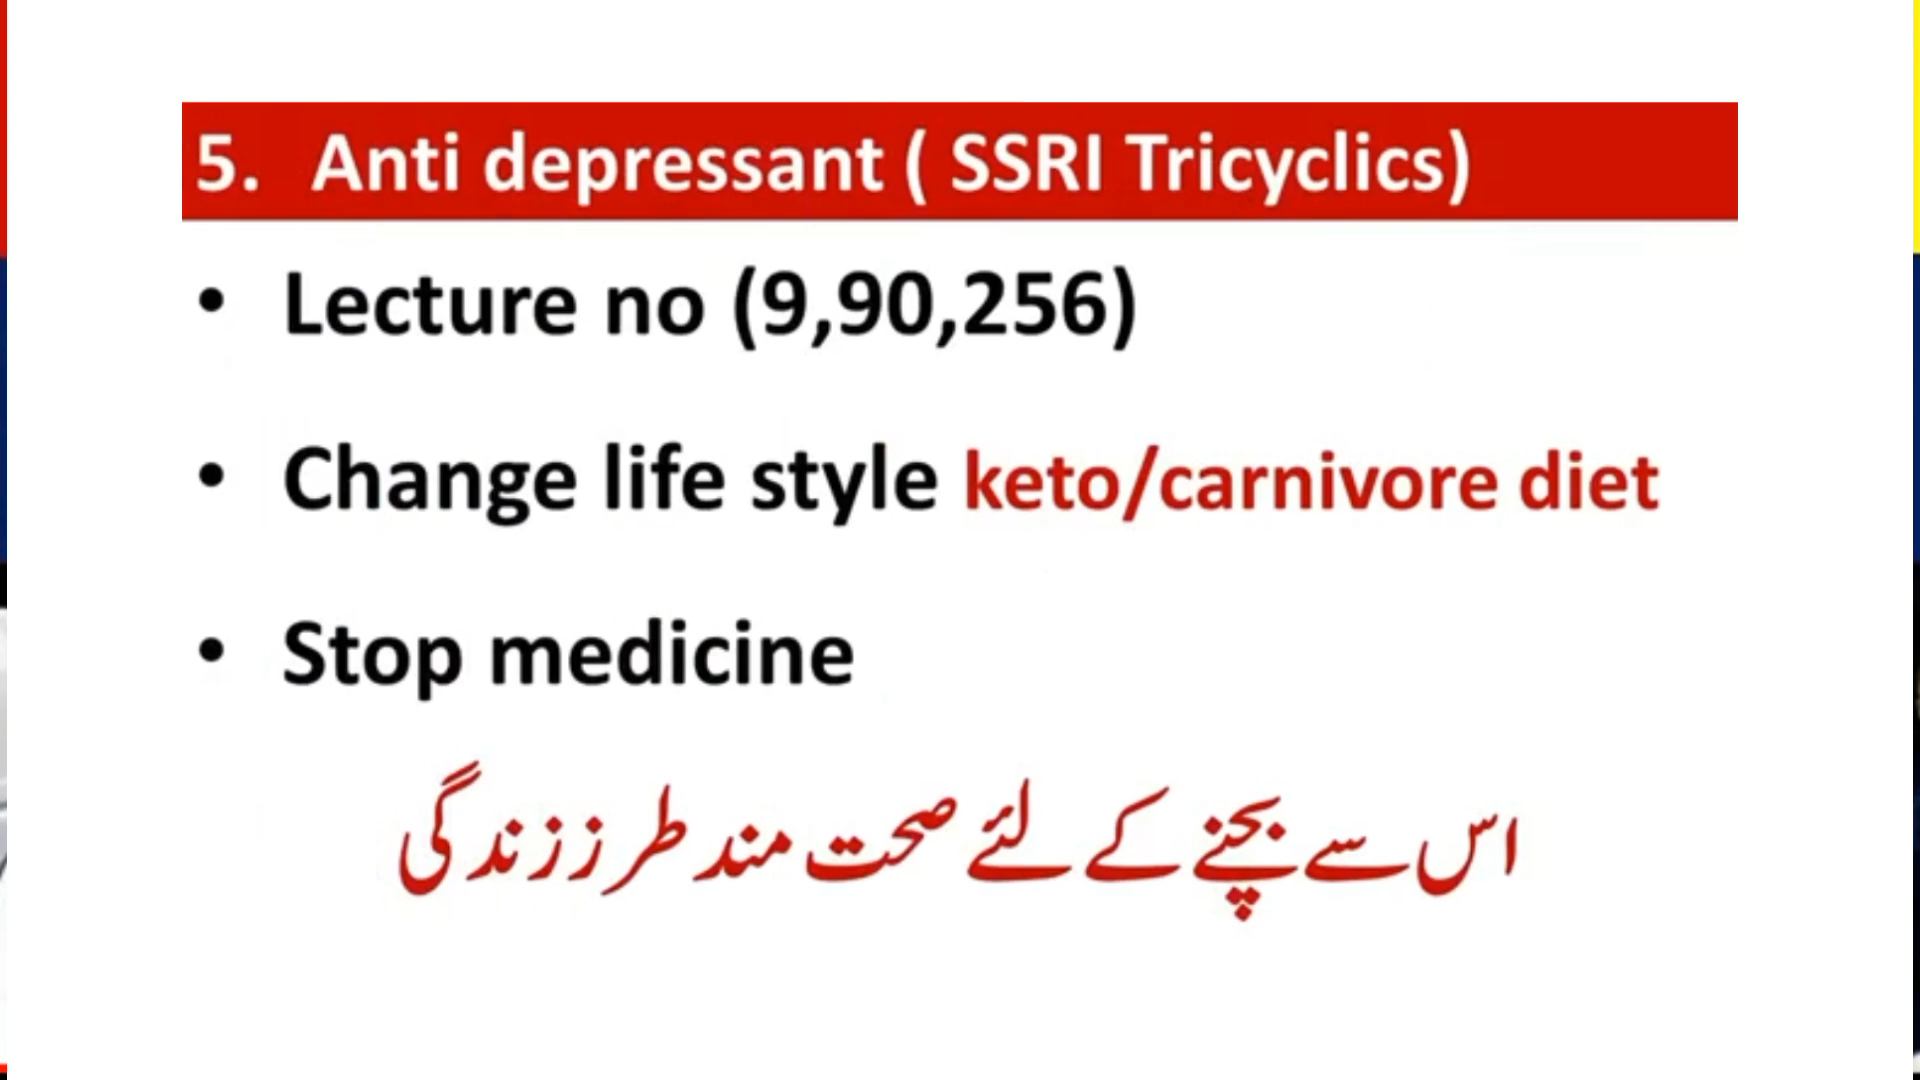 5. Anti depressant ( SSRI Tricyclics)
• Lecture no (9,90,256)
• Change life style keto/carnivore diet
• Stop medicine
اس سے بچنے کے لئے صحت مند طرز زندگی